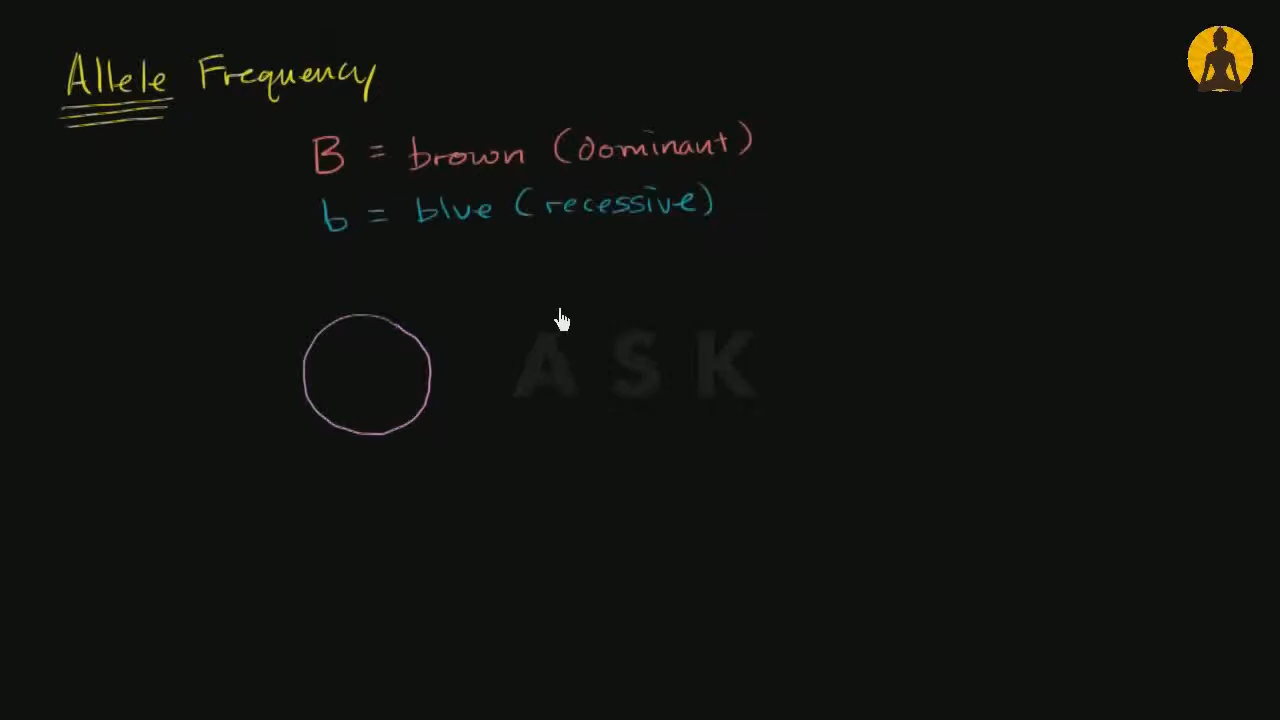 Allele Frequency
B = brown (dominant)
b = blue (recessive)
ASK